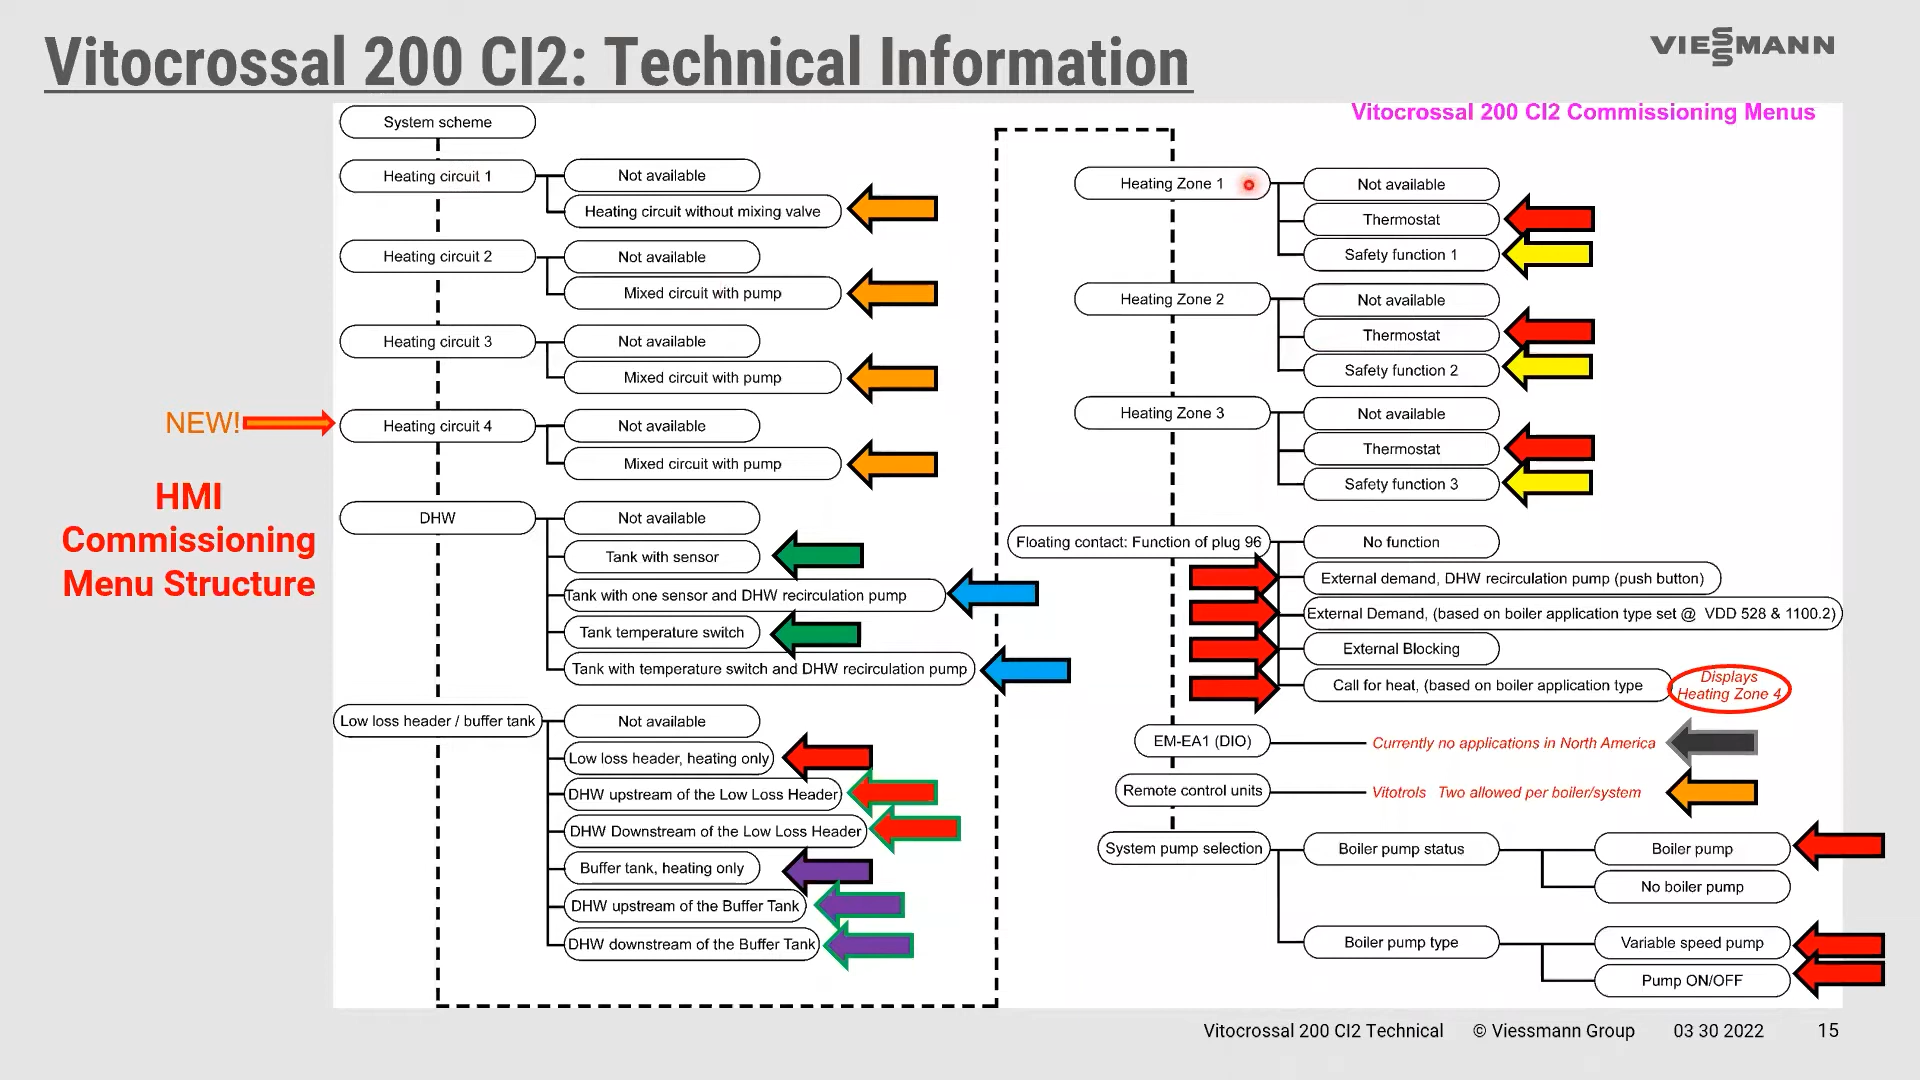 Vitocrossal 200 CI2: Technical Information
VIESSMANN
Vitocrossal 200 CI2 Commissioning Menus
System scheme
Heating circuit 1
Not available
Heating circuit without mixing valve
Heating circuit 2
Not available
Mixed circuit with pump
Heating circuit 3
Not available
Mixed circuit with pump
NEW!
Heating circuit 4
Not available
Mixed circuit with pump
HMI
Commissioning
Menu Structure
DHW
Not available
Tank with sensor
Tank with one sensor and DHW recirculation pump
Tank temperature switch
Tank with temperature switch and DHW recirculation pump
Low loss header / buffer tank
Not available
Low loss header, heating only
DHW upstream of the Low Loss Header
DHW Downstream of the Low Loss Header
Buffer tank, heating only
DHW upstream of the Buffer Tank
DHW downstream of the Buffer Tank
Heating Zone 1
Not available
Thermostat
Safety function 1
Heating Zone 2
Not available
Thermostat
Safety function 2
Heating Zone 3
Not available
Thermostat
Safety function 3
Floating contact: Function of plug 96
No function
External demand, DHW recirculation pump (push button)
External Demand, (based on boiler application type set @ VDD 528 & 1100.2)
External Blocking
Call for heat, (based on boiler application type
Displays
Heating Zone 4
EM-EA1 (DIO)
Currently no applications in North America
Remote control units
Vitotrols Two allowed per boiler/system
System pump selection
Boiler pump status
Boiler pump
No boiler pump
Boiler pump type
Variable speed pump
Pump ON/OFF
Vitocrossal 200 CI2 Technical © Viessmann Group 03 30 2022 15